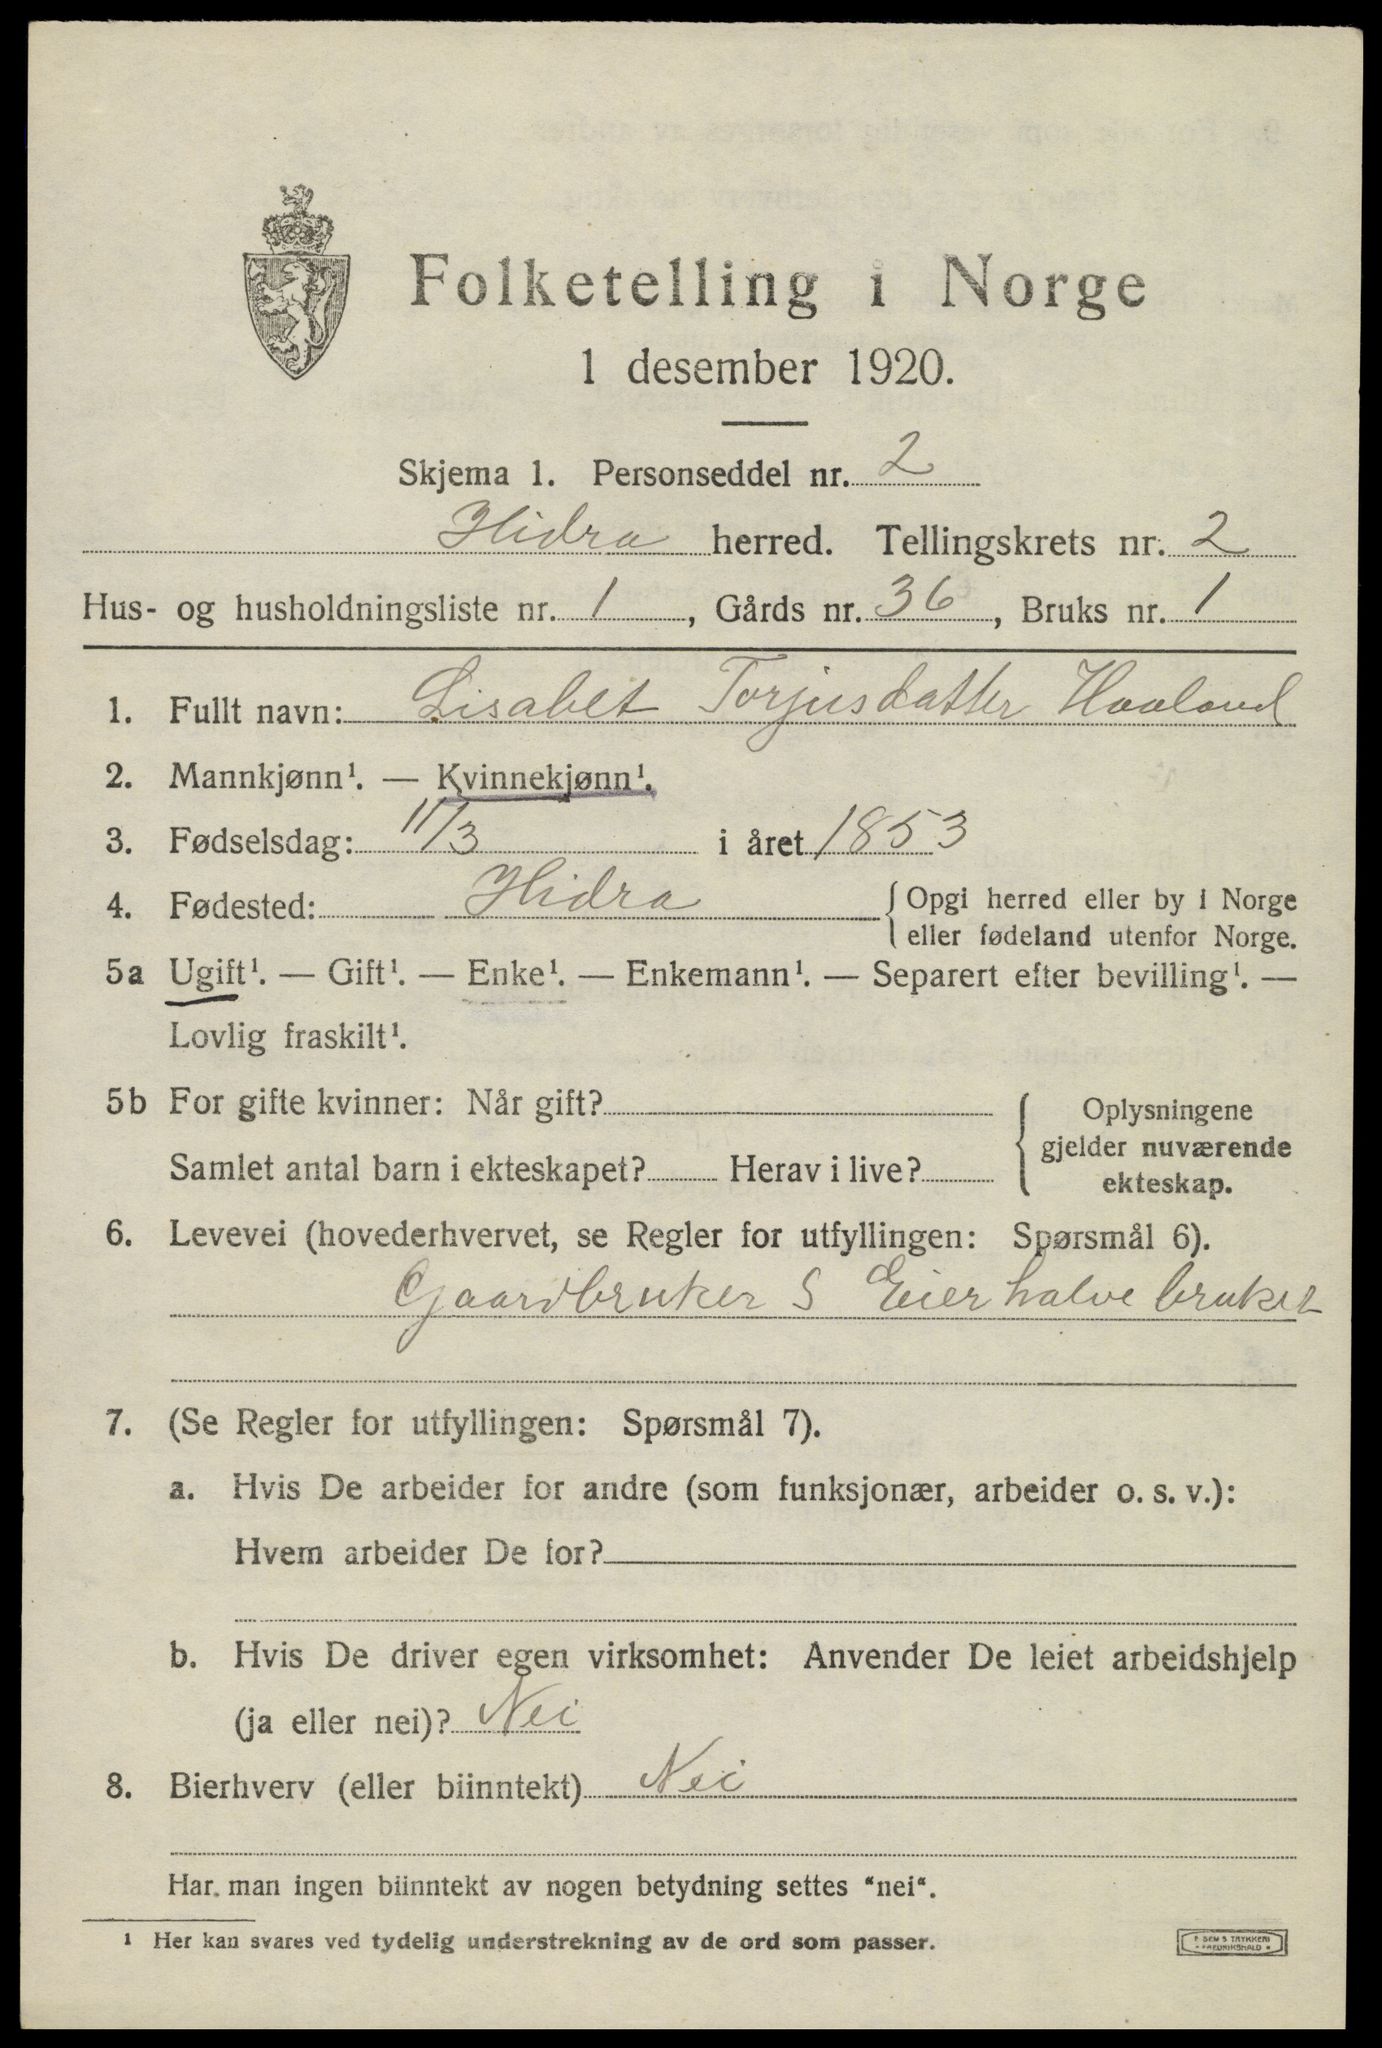 Folketelling i Norge
1 desember 1920.
Skjema 1. Personseddel nr. 2
Hidra herred. Tellingskrets nr. 2
Hus- og husholdningsliste nr. 1, Gårds nr. 36, Bruks nr. 1
1. Fullt navn: Lisabet Torjusdatter Haaland
2. Mannkjønn¹. — Kvinnekjønn¹.
3. Fødselsdag: 11/3 i året 1853
4. Fødested: Hidra { Opgi herred eller by i Norge
eller fødeland utenfor Norge.
5a Ugift¹. — Gift¹. — Enke¹. — Enkemann¹. — Separert efter bevilling¹. —
Lovlig fraskilt¹.
5b For gifte kvinner: Når gift?
Samlet antal barn i ekteskapet? Herav i live?
Oplysningene
gjelder nuværende
ekteskap.
6. Levevei (hovederhvervet, se Regler for utfyllingen: Spørsmål 6).
Gaardbruker S Eier halve bruket
7. (Se Regler for utfyllingen: Spørsmål 7).
a. Hvis De arbeider for andre (som funksjonær, arbeider o. s. v.):
Hvem arbeider De for?
b. Hvis De driver egen virksomhet: Anvender De leiet arbeidshjelp
(ja eller nei)? Nei
8. Bierhverv (eller biinntekt) Nei
Har man ingen biinntekt av nogen betydning settes “nei“.
¹ Her kan svares ved tydelig understrekning av de ord som passer.
P. SEM'S TRYKKERI
• FREDRIKSHALD •